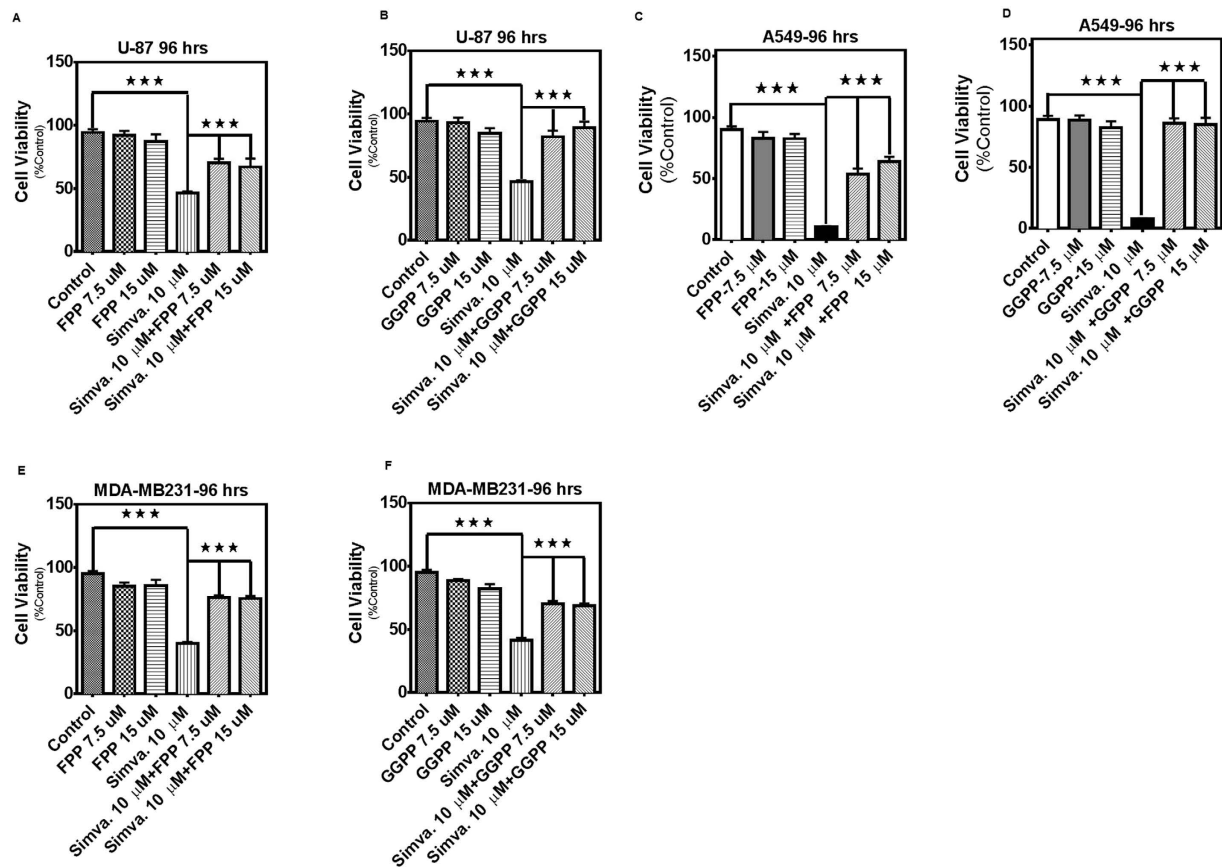 A
U-87 96 hrs
Cell Viability
(%Control)
150
100
50
0
★★★
★★★
Control
FPP 7.5 uM
FPP 15 uM
Simva. 10 μM
Simva. 10 μM+FPP 7.5 uM
Simva. 10 μM+FPP 15 uM
B
U-87 96 hrs
Cell Viability
(%Control)
150
100
50
0
★★★
★★★
Control
GGPP 7.5 uM
GGPP 15 uM
Simva. 10 μM
Simva. 10 μM+GGPP 7.5 uM
Simva. 10 μM+GGPP 15 uM
C
A549-96 hrs
Cell Viability
(%Control)
150
100
50
0
★★★
★★★
Control
FPP-7.5 μM
FPP-15 μM
Simva. 10 μM
Simva. 10 μM +FPP 7.5 μM
Simva. 10 μM +FPP 15 μM
D
A549-96 hrs
Cell Viability
(%Control)
150
100
50
0
★★★
★★★
Control
GGPP-7.5 μM
GGPP-15 μM
Simva. 10 μM
Simva. 10 μM +GGPP 7.5 μM
Simva. 10 μM +GGPP 15 μM
E
MDA-MB231-96 hrs
Cell Viability
(%Control)
150
100
50
0
★★★
★★★
Control
FPP 7.5 uM
FPP 15 uM
Simva. 10 μM
Simva. 10 μM+FPP 7.5 uM
Simva. 10 μM+FPP 15 uM
F
MDA-MB231-96 hrs
Cell Viability
(%Control)
150
100
50
0
★★★
★★★
Control
GGPP 7.5 uM
GGPP 15 uM
Simva. 10 μM
Simva. 10 μM+GGPP 7.5 uM
Simva. 10 μM+GGPP 15 uM